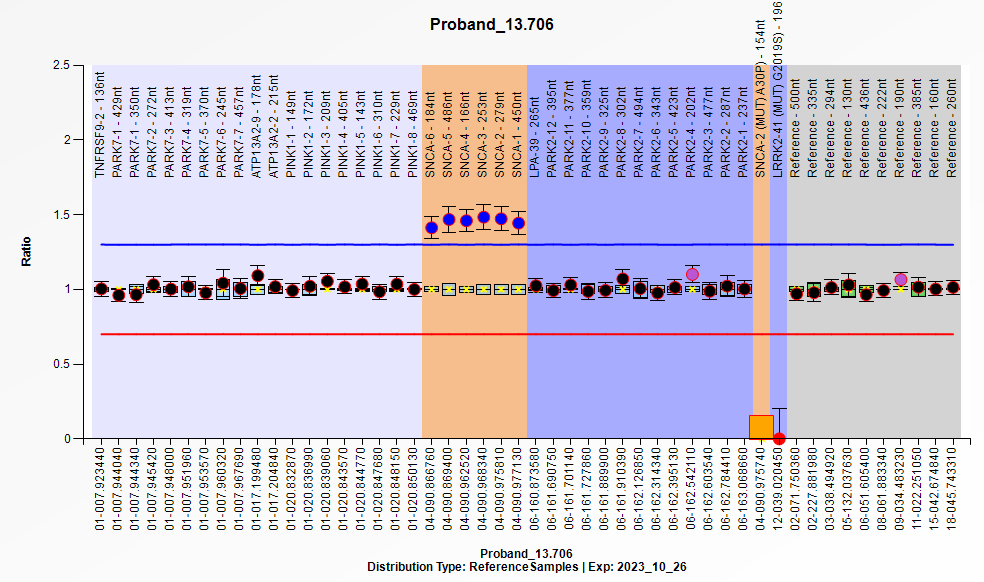 Proband_13.706
2.5
2
1.5
1
0.5
0
Ratio
TNFRSF9-2 - 136nt
PARK7-1 - 429nt
PARK7-1 - 350nt
PARK7-2 - 272nt
PARK7-3 - 413nt
PARK7-4 - 319nt
PARK7-5 - 370nt
PARK7-6 - 245nt
PARK7-7 - 457nt
ATP13A2-9 - 178nt
ATP13A2-2 - 215nt
PINK1-1 - 149nt
PINK1-2 - 172nt
PINK1-3 - 209nt
PINK1-4 - 405nt
PINK1-5 - 143nt
PINK1-6 - 310nt
PINK1-7 - 229nt
PINK1-8 - 469nt
SNCA-6 - 184nt
SNCA-5 - 486nt
SNCA-4 - 166nt
SNCA-3 - 253nt
SNCA-2 - 279nt
SNCA-1 - 450nt
LPA-39 - 265nt
PARK2-12 - 395nt
PARK2-11 - 377nt
PARK2-10 - 359nt
PARK2-9 - 325nt
PARK2-8 - 302nt
PARK2-7 - 494nt
PARK2-6 - 343nt
PARK2-5 - 423nt
PARK2-4 - 202nt
PARK2-3 - 477nt
PARK2-2 - 287nt
PARK2-1 - 237nt
SNCA-2 (MUT) A30P) - 154nt
LRRK2-41 (MUT) G2019S) - 196
Reference - 500nt
Reference - 335nt
Reference - 294nt
Reference - 130nt
Reference - 436nt
Reference - 222nt
Reference - 190nt
Reference - 385nt
Reference - 160nt
Reference - 260nt
01-007.923440
01-007.944040
01-007.944340
01-007.945420
01-007.948000
01-007.951960
01-007.953570
01-007.960320
01-007.967690
01-017.199480
01-017.204840
01-020.832870
01-020.836990
01-020.839060
01-020.843570
01-020.844770
01-020.847680
01-020.848150
01-020.850130
04-090.866760
04-090.869400
04-090.962520
04-090.968340
04-090.975810
04-090.977130
06-160.873580
06-161.690750
06-161.701140
06-161.727860
06-161.889900
06-161.910390
06-162.126850
06-162.314340
06-162.395130
06-162.542110
06-162.603540
06-162.784410
06-163.068660
04-090.975740
12-039.020450
02-071.750360
02-227.881980
03-038.494920
05-132.037630
06-051.605400
08-061.883340
09-034.483230
11-022.251050
15-042.674840
18-045.743310
Proband_13.706
Distribution Type: ReferenceSamples | Exp: 2023_10_26